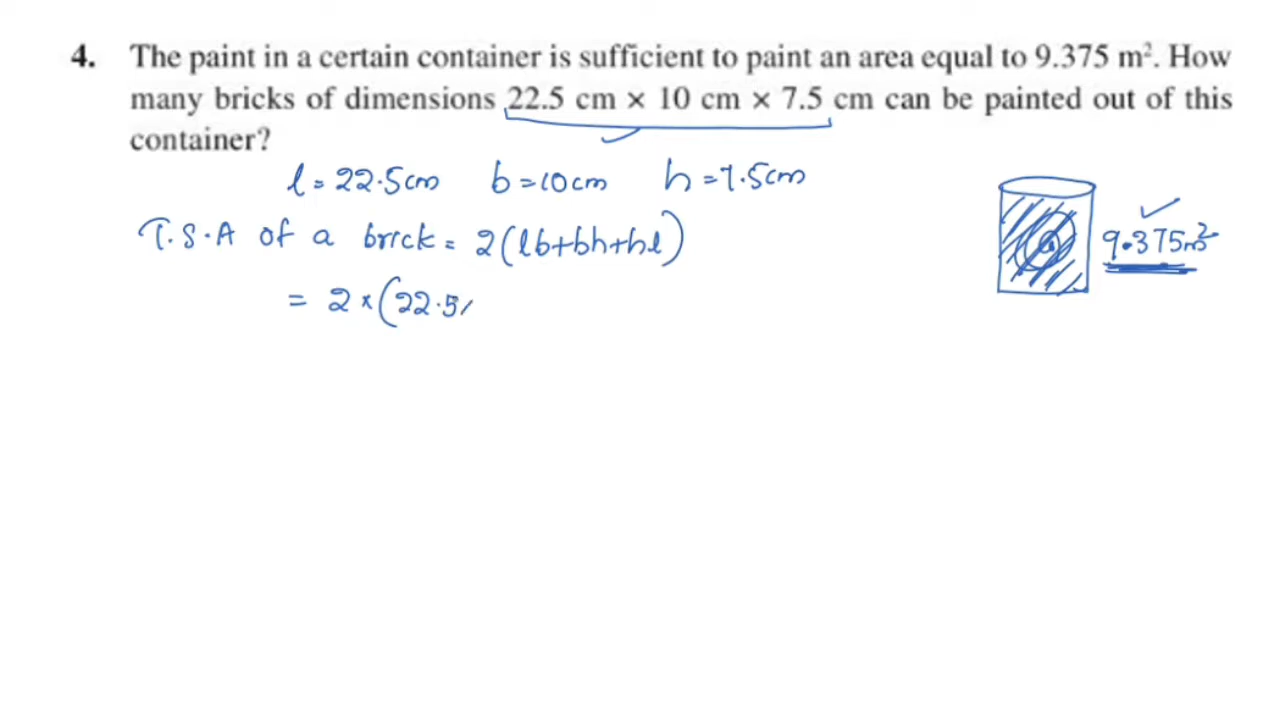 4. The paint in a certain container is sufficient to paint an area equal to 9.375 m². How
many bricks of dimensions 22.5 cm × 10 cm × 7.5 cm can be painted out of this
container?
l = 22.5cm b = 10cm h = 7.5cm
T.S.A of a brick = 2(lb+bh+hl)
9.375m²
= 2 × (22.5